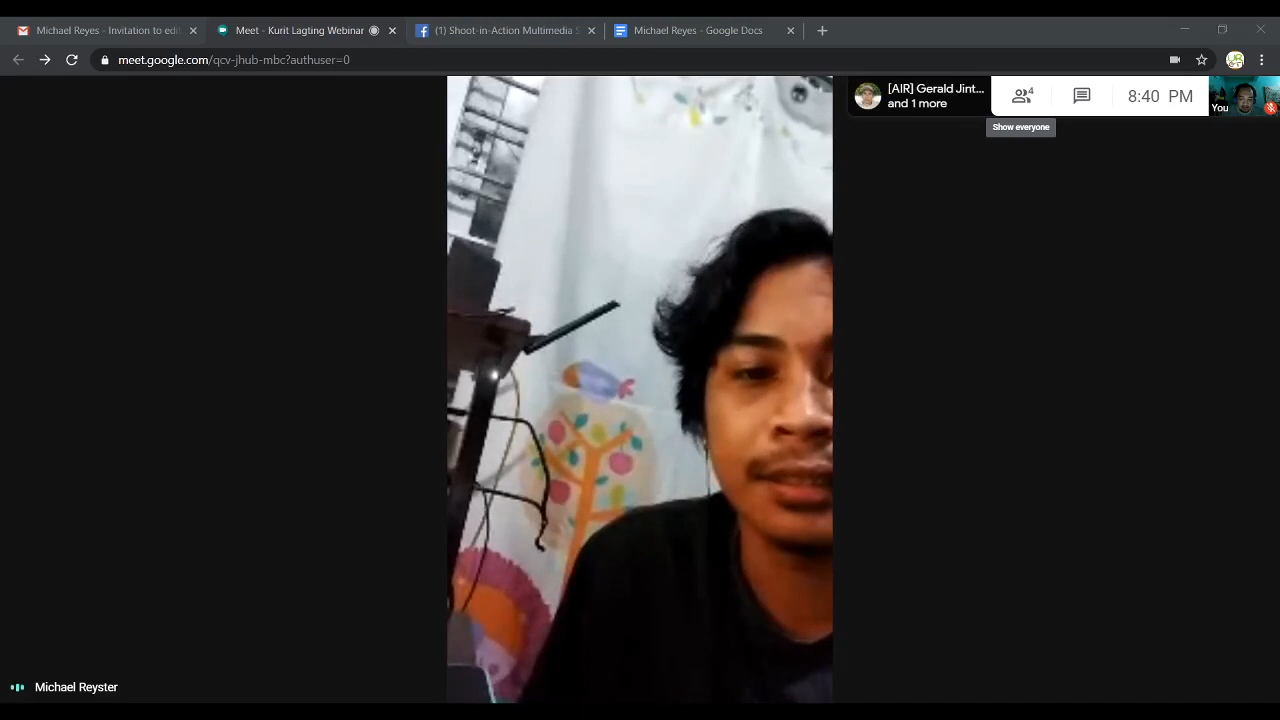 Michael Reyes - Invitation to edit
Meet - Kurit Lagting Webinar
(1) Shoot-in-Action Multimedia S
Michael Reyes - Google Docs
meet.google.com/qcv-jhub-mbc?authuser=0
[AIR] Gerald Jint...
and 1 more
4
8:40 PM
You
Show everyone
Michael Reyster